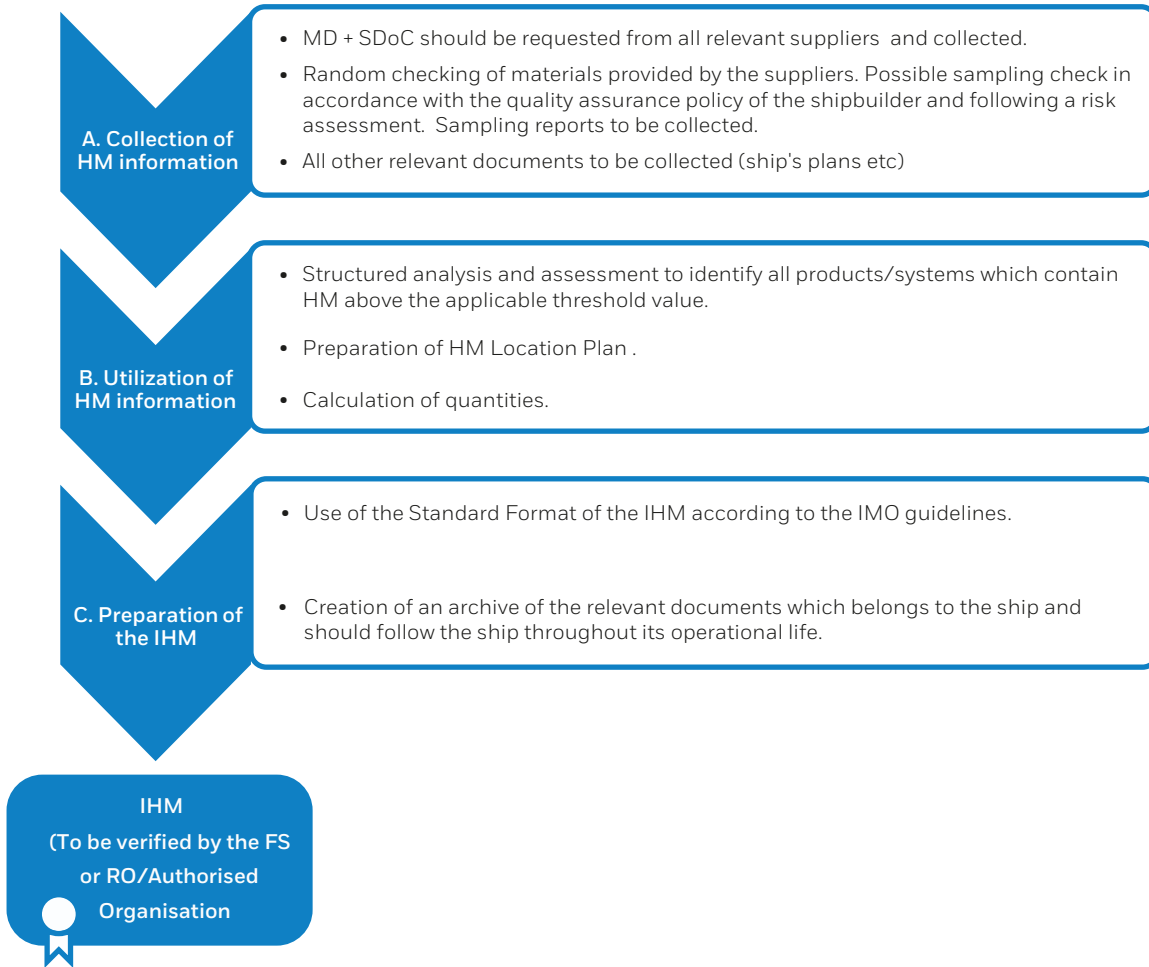 A. Collection of
HM information
• MD + SDoC should be requested from all relevant suppliers and collected.
• Random checking of materials provided by the suppliers. Possible sampling check in
accordance with the quality assurance policy of the shipbuilder and following a risk
assessment. Sampling reports to be collected.
• All other relevant documents to be collected (ship's plans etc)
B. Utilization of
HM information
• Structured analysis and assessment to identify all products/systems which contain
HM above the applicable threshold value.
• Preparation of HM Location Plan .
• Calculation of quantities.
C. Preparation of
the IHM
• Use of the Standard Format of the IHM according to the IMO guidelines.
• Creation of an archive of the relevant documents which belongs to the ship and
should follow the ship throughout its operational life.
IHM
(To be verified by the FS
or RO/Authorised
Organisation